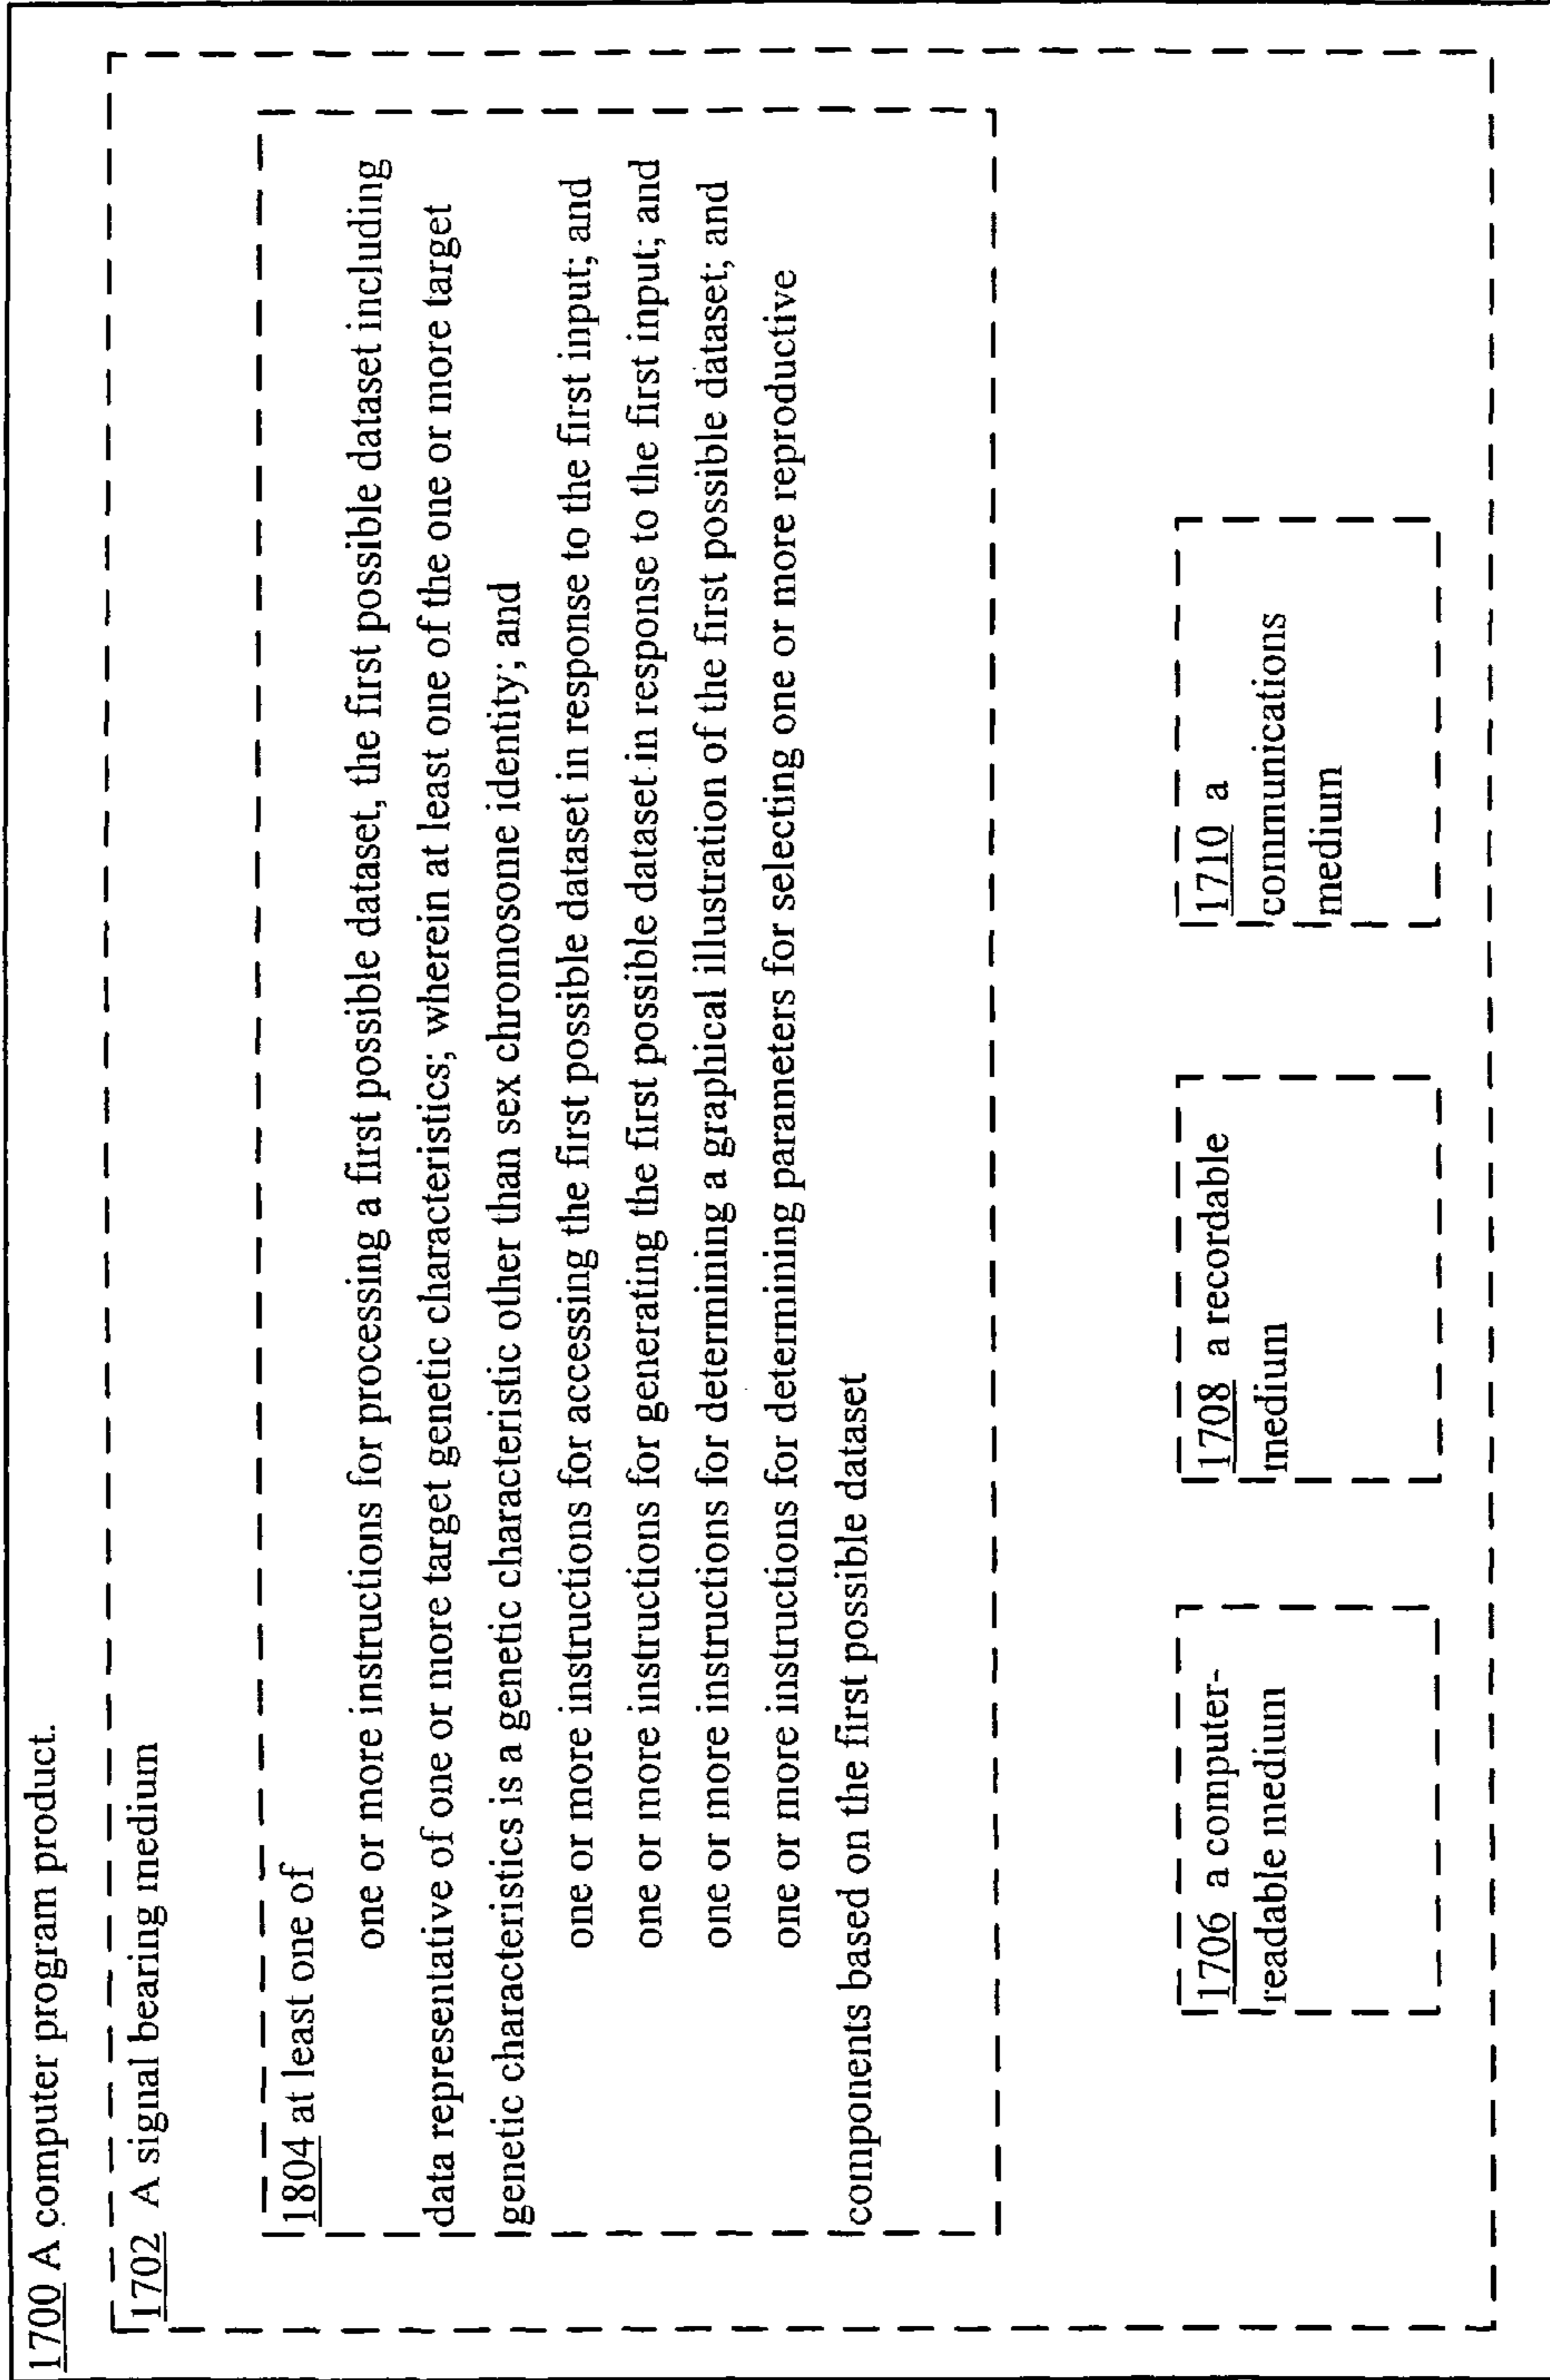 1700 A computer program product.
1702 A signal bearing medium
1804 at least one of
one or more instructions for processing a first possible dataset, the first possible dataset including
data representative of one or more target genetic characteristics; wherein at least one of the one or more target
genetic characteristics is a genetic characteristic other than sex chromosome identity; and
one or more instructions for accessing the first possible dataset in response to the first input; and
one or more instructions for generating the first possible dataset in response to the first input; and
one or more instructions for determining a graphical illustration of the first possible dataset; and
one or more instructions for determining parameters for selecting one or more reproductive
components based on the first possible dataset
1706 a computer-
readable medium
1708 a recordable
medium
1710 a
communications
medium